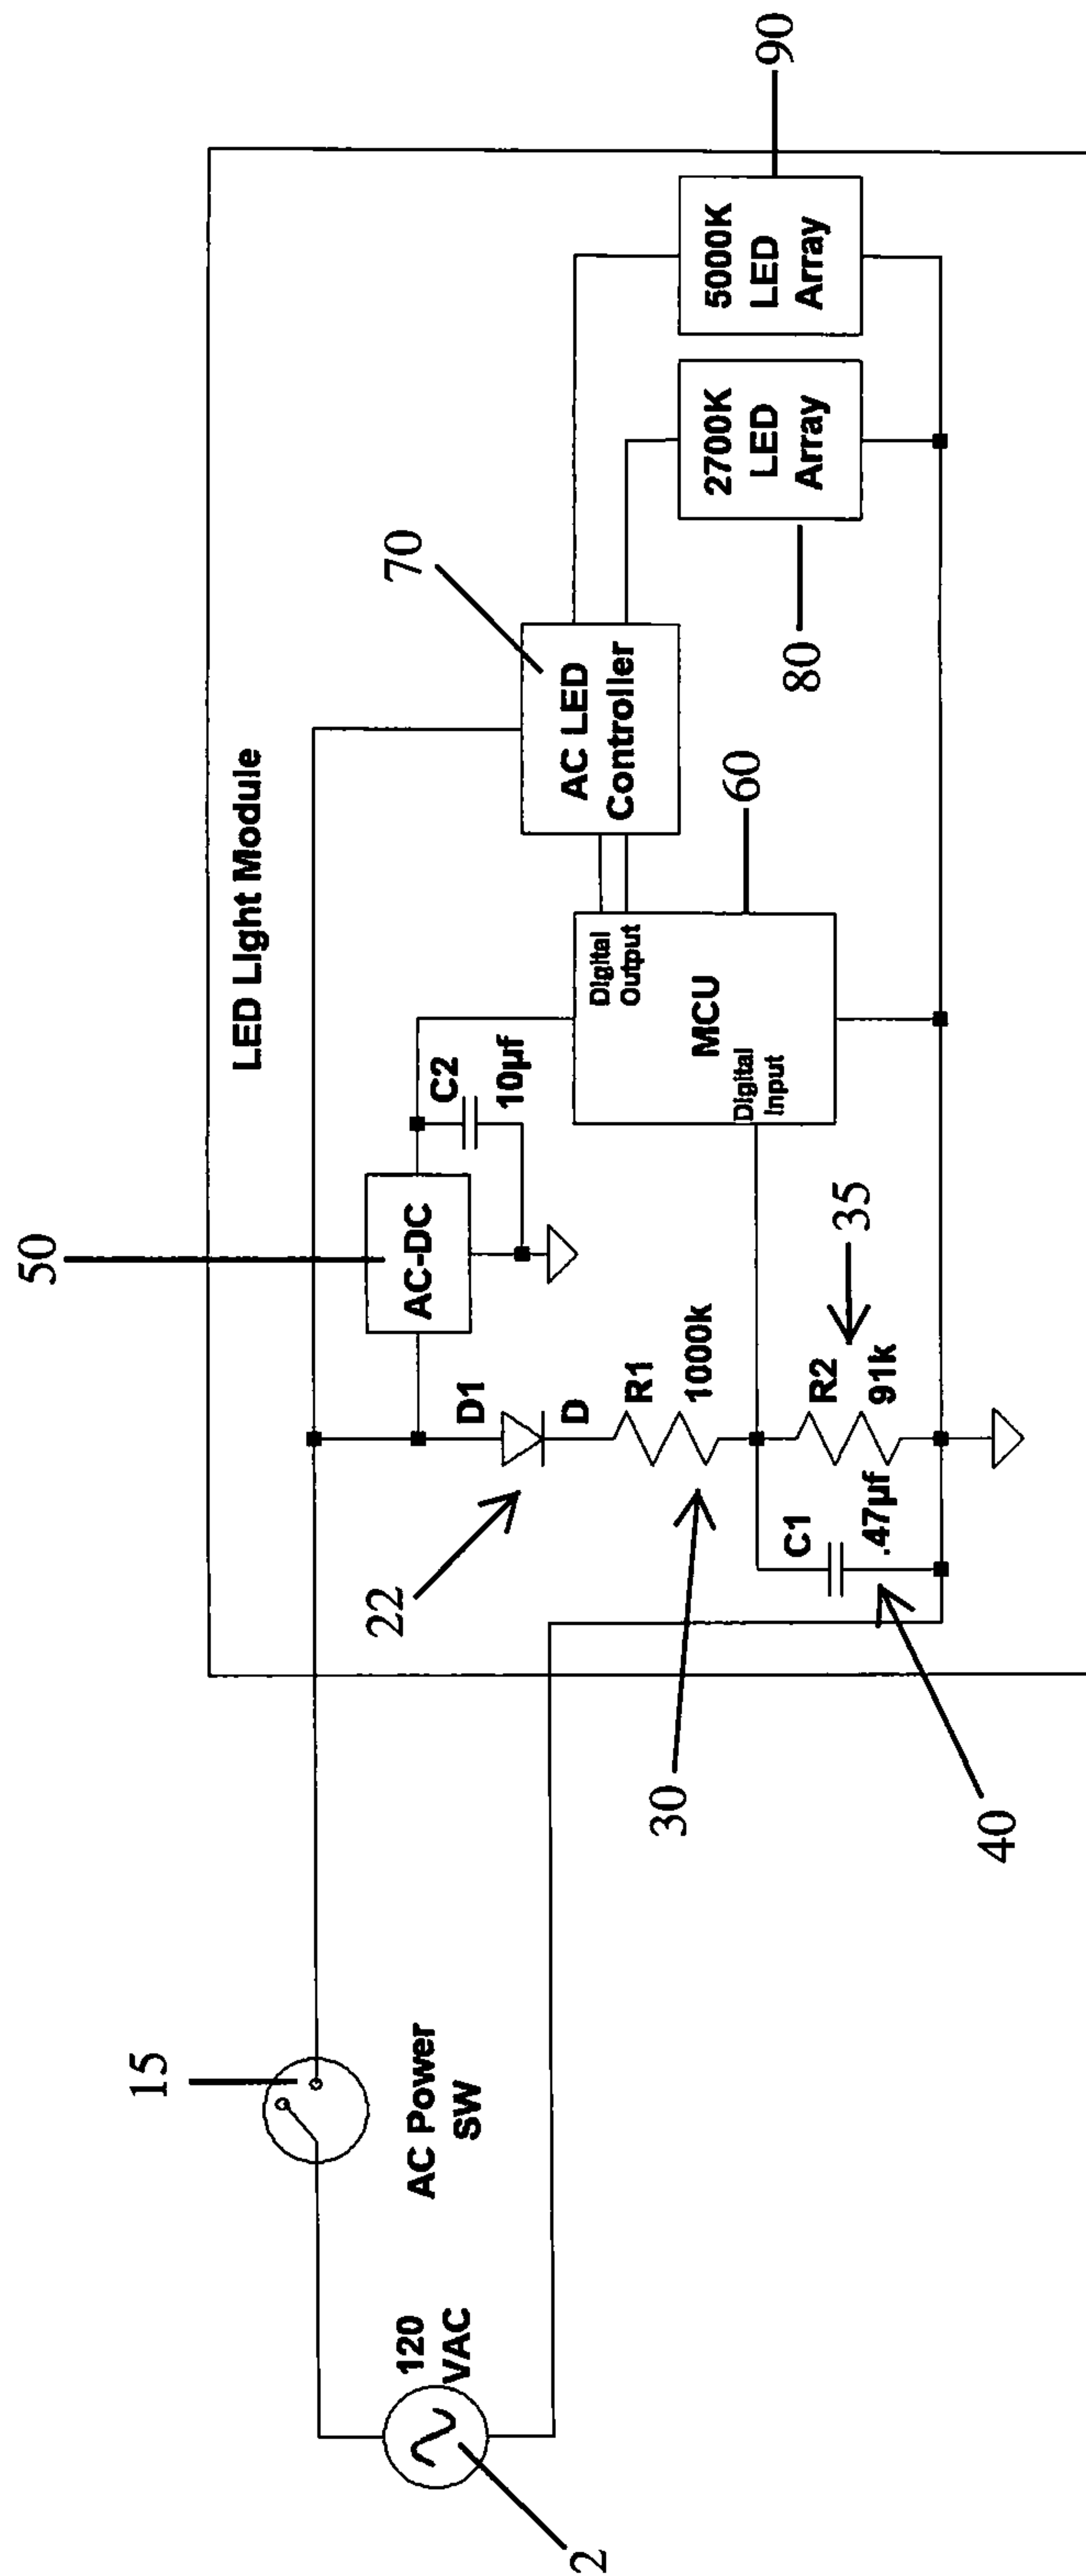 LED Light Module
50
15
AC Power
SW
120
VAC
2
AC-DC
C2
10µf
D1
D
22
R1
1000k
30
R2
91k
35
C1
.47µf
40
Digital
Output
MCU
Digital
Input
60
AC LED
Controller
70
2700K
LED
Array
80
5000K
LED
Array
90